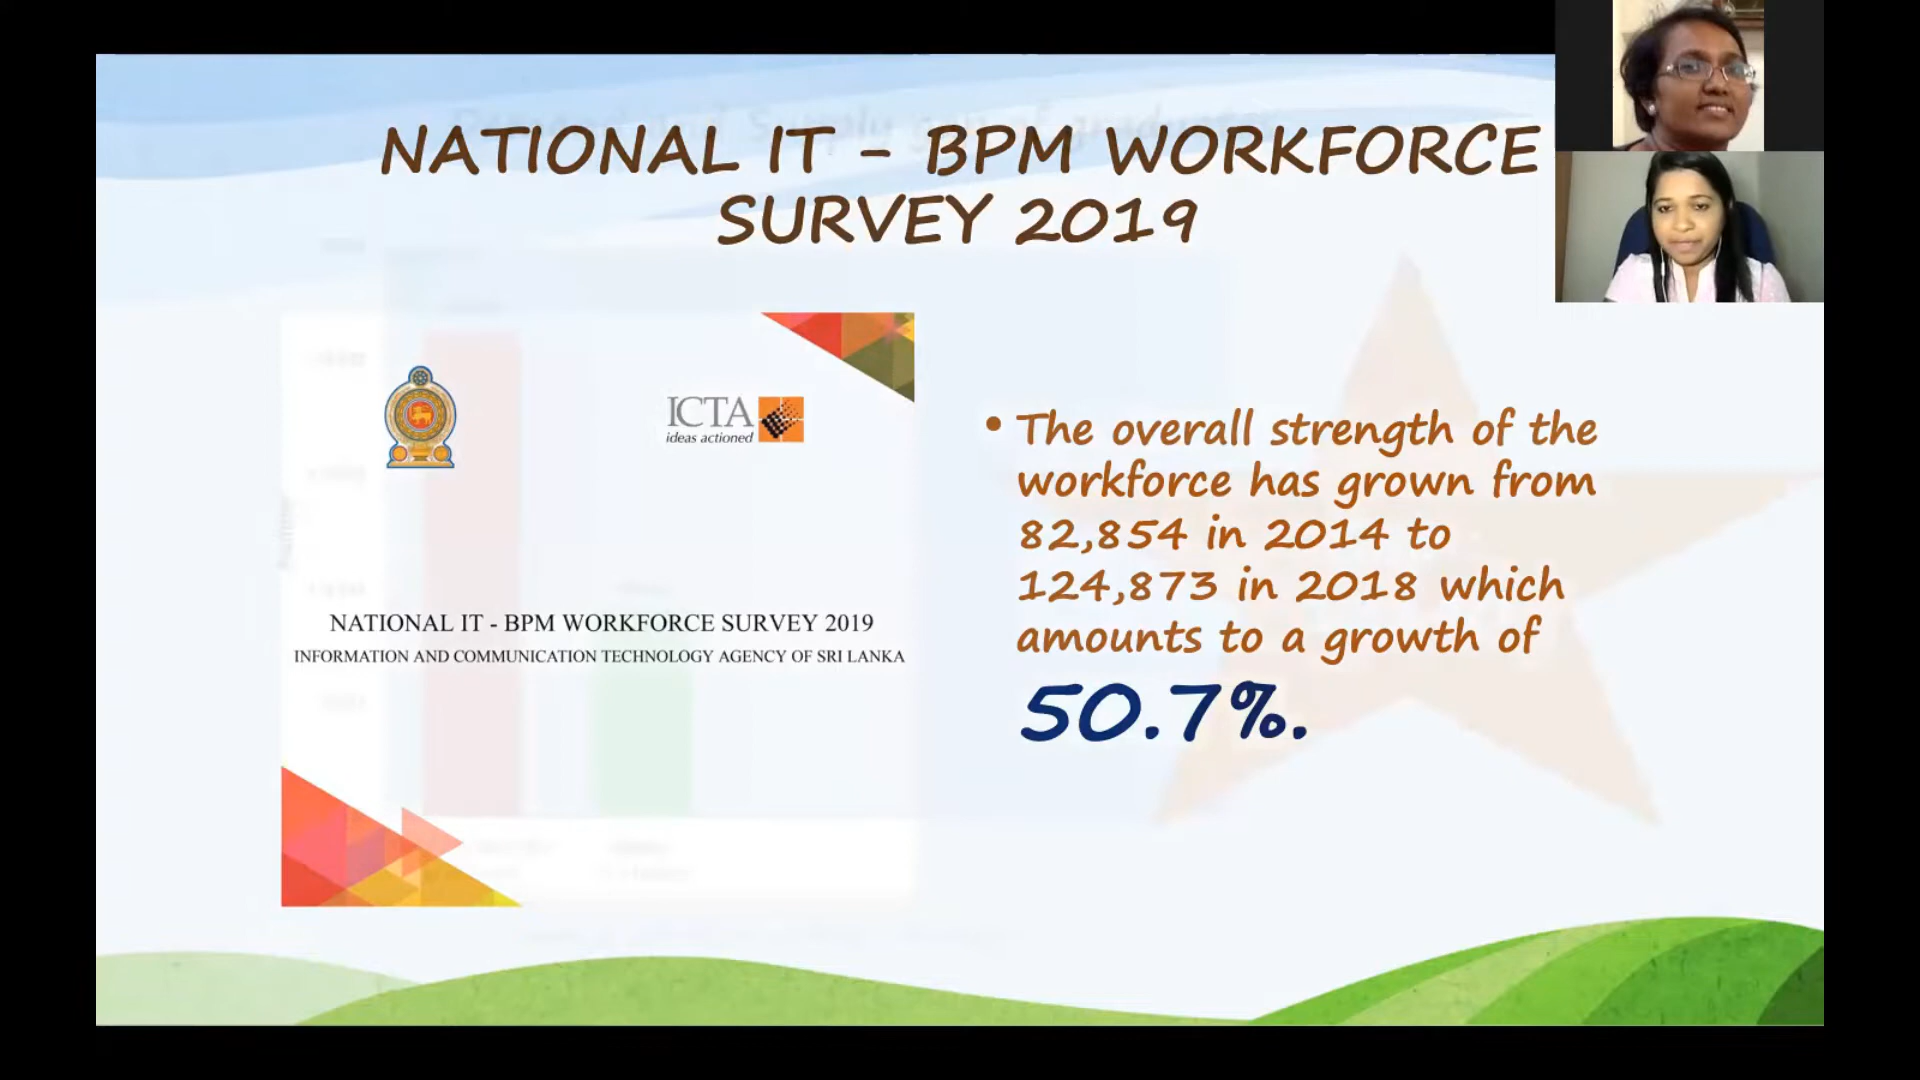 NATIONAL IT - BPM WORKFORCE
SURVEY 2019
ICTA
ideas actioned
NATIONAL IT - BPM WORKFORCE SURVEY 2019
INFORMATION AND COMMUNICATION TECHNOLOGY AGENCY OF SRI LANKA
• The overall strength of the
workforce has grown from
82,854 in 2014 to
124,873 in 2018 which
amounts to a growth of
50.7%.